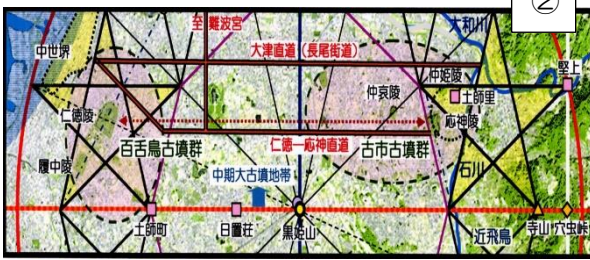 ②
至 難波宮
大和川
中世堺
大津直道（長尾街道）
堅上
仲姫陵
仲哀陵
土師里
仁徳陵
応神陵
仁徳―応神直道
百舌鳥古墳群
古市古墳群
履中陵
石川
中期大古墳地帯
土師町
日置荘
黒姫山
近飛鳥
寺山
穴虫峠